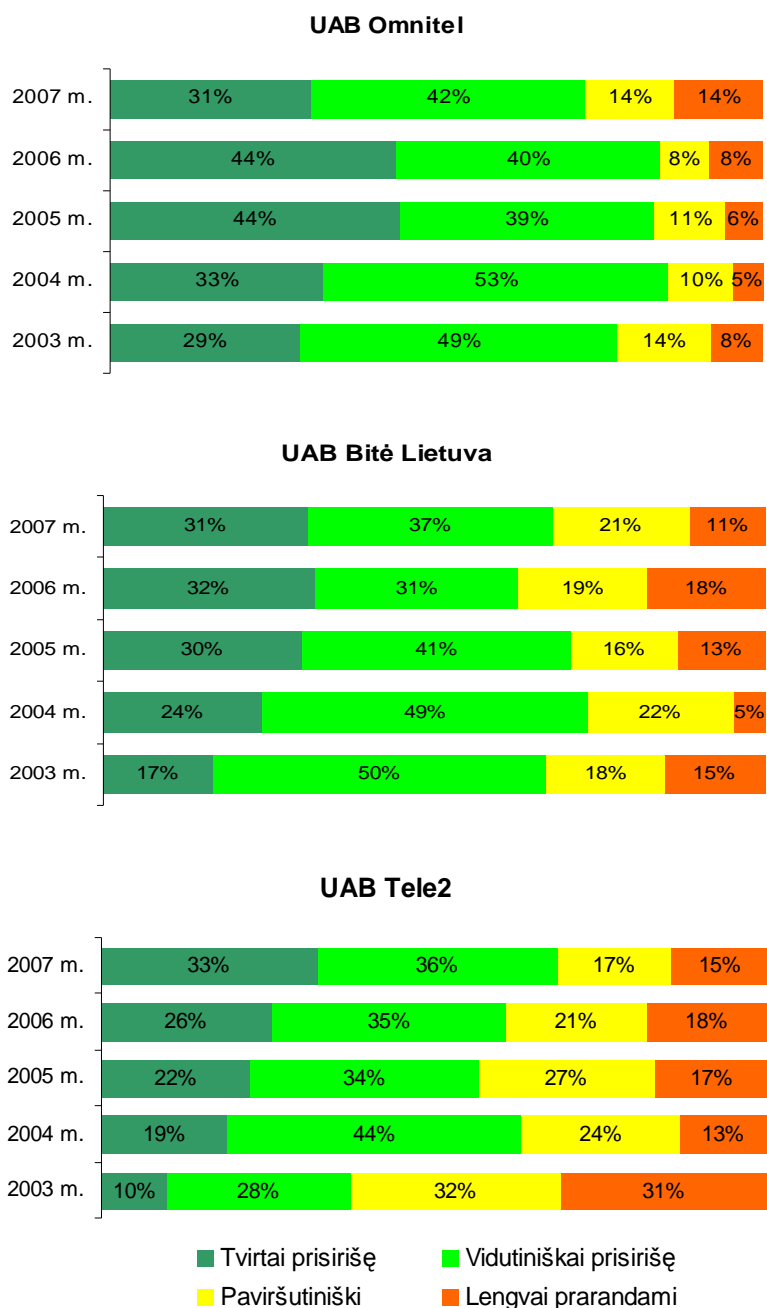 UAB Omnitel
2007 m. 31% 42% 14% 14%
2006 m. 44% 40% 8% 8%
2005 m. 44% 39% 11% 6%
2004 m. 33% 53% 10% 5%
2003 m. 29% 49% 14% 8%
UAB Bitė Lietuva
2007 m. 31% 37% 21% 11%
2006 m. 32% 31% 19% 18%
2005 m. 30% 41% 16% 13%
2004 m. 24% 49% 22% 5%
2003 m. 17% 50% 18% 15%
UAB Tele2
2007 m. 33% 36% 17% 15%
2006 m. 26% 35% 21% 18%
2005 m. 22% 34% 27% 17%
2004 m. 19% 44% 24% 13%
2003 m. 10% 28% 32% 31%
Tvirtai prisirišę Vidutiniškai prisirišę
Paviršutiniški Lengvai prarandami